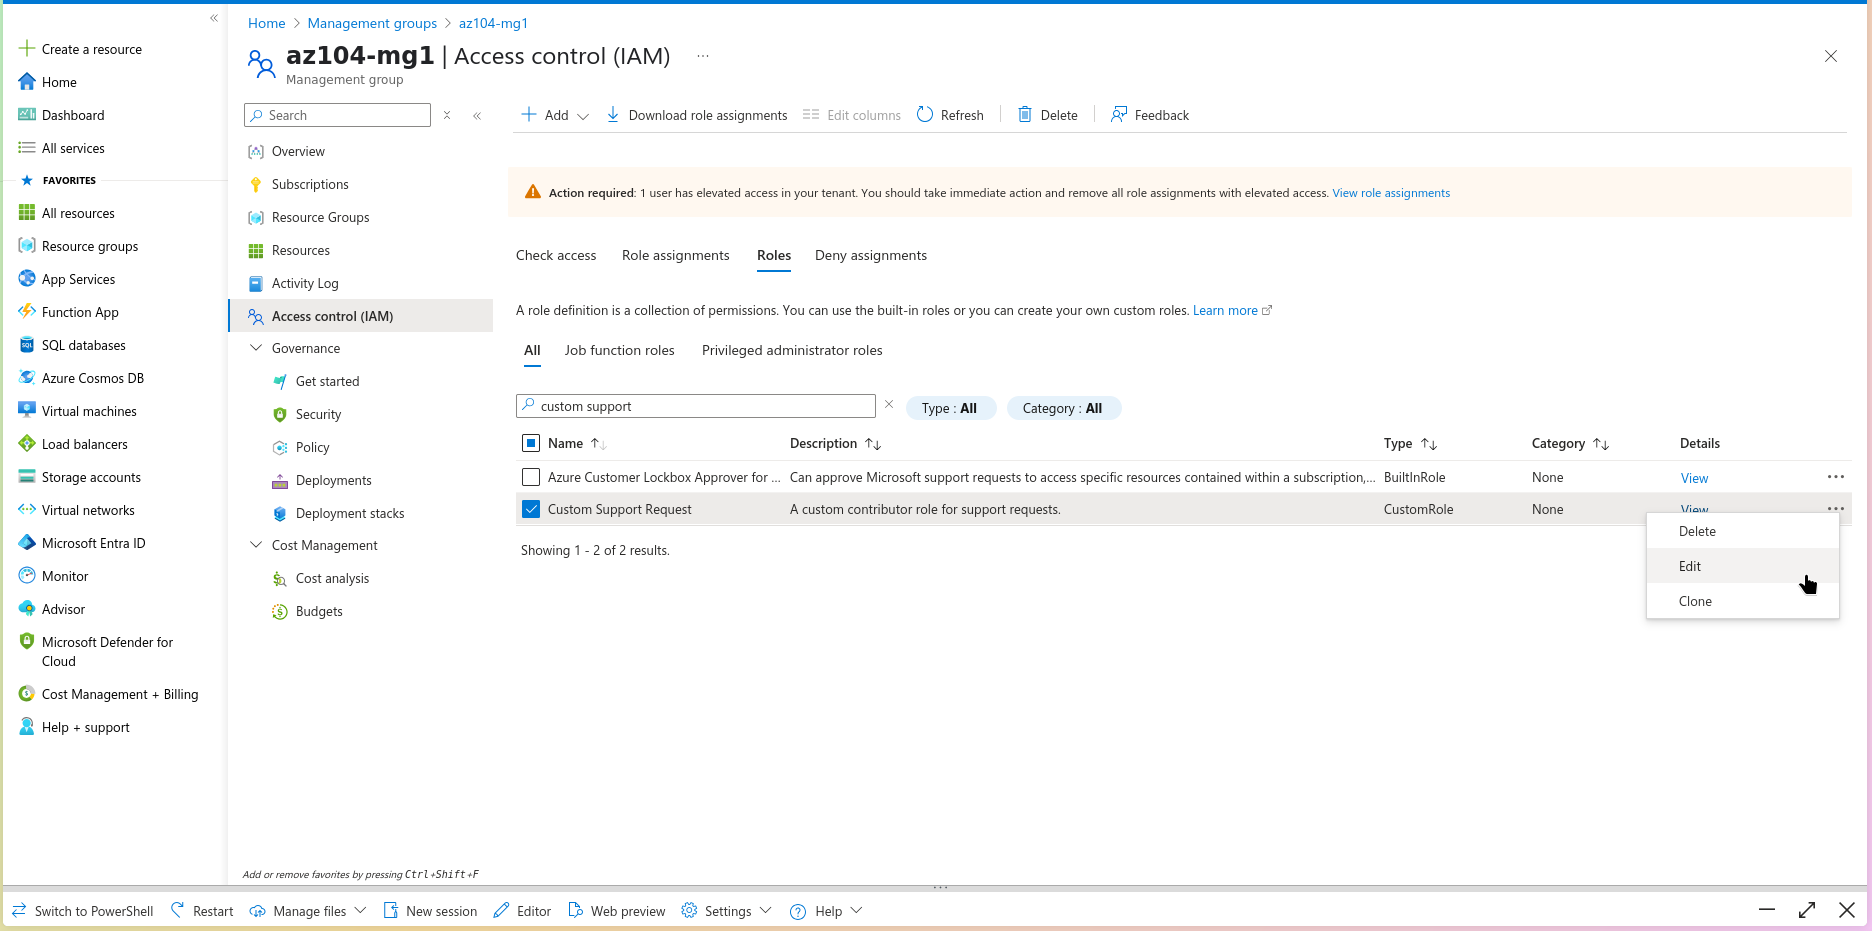 Home > Management groups > az104-mg1
az104-mg1 | Access control (IAM) ...
Management group
Create a resource
Home
Dashboard
All services
FAVORITES
All resources
Resource groups
App Services
Function App
SQL databases
Azure Cosmos DB
Virtual machines
Load balancers
Storage accounts
Virtual networks
Microsoft Entra ID
Monitor
Advisor
Microsoft Defender for
Cloud
Cost Management + Billing
Help + support
Search
Overview
Subscriptions
Resource Groups
Resources
Activity Log
Access control (IAM)
Governance
Get started
Security
Policy
Deployments
Deployment stacks
Cost Management
Cost analysis
Budgets
Add or remove favorites by pressing Ctrl+Shift+F
Add Download role assignments Edit columns Refresh Delete Feedback
Action required: 1 user has elevated access in your tenant. You should take immediate action and remove all role assignments with elevated access. View role assignments
Check access Role assignments Roles Deny assignments
A role definition is a collection of permissions. You can use the built-in roles or you can create your own custom roles. Learn more
All Job function roles Privileged administrator roles
custom support Type : All Category : All
Name Description Type Category Details
Azure Customer Lockbox Approver for ... Can approve Microsoft support requests to access specific resources contained within a subscription,... BuiltInRole None View ...
Custom Support Request A custom contributor role for support requests. CustomRole None View ...
Delete
Edit
Clone
Showing 1 - 2 of 2 results.
Switch to PowerShell Restart Manage files New session Editor Web preview Settings Help